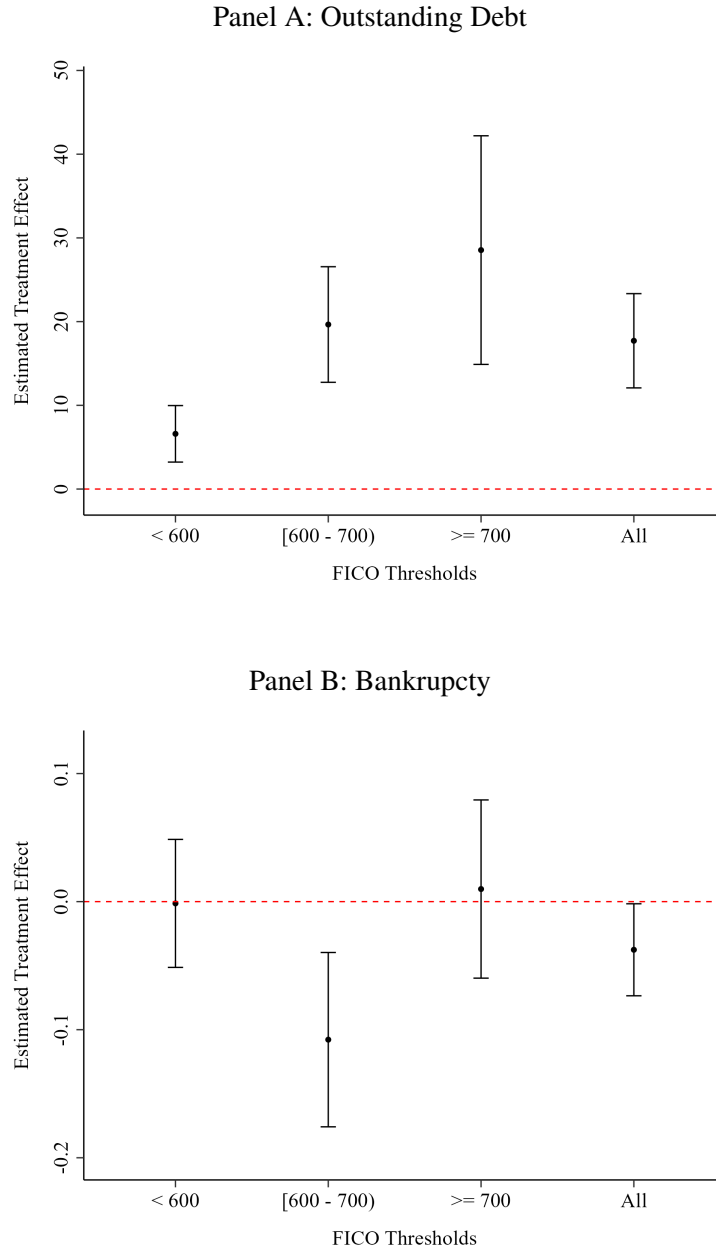 Panel A: Outstanding Debt
50
40
30
20
10
0
Estimated Treatment Effect
< 600 [600 - 700) >= 700 All
FICO Thresholds
Panel B: Bankrupcty
0.1
0.0
-0.1
-0.2
Estimated Treatment Effect
< 600 [600 - 700) >= 700 All
FICO Thresholds